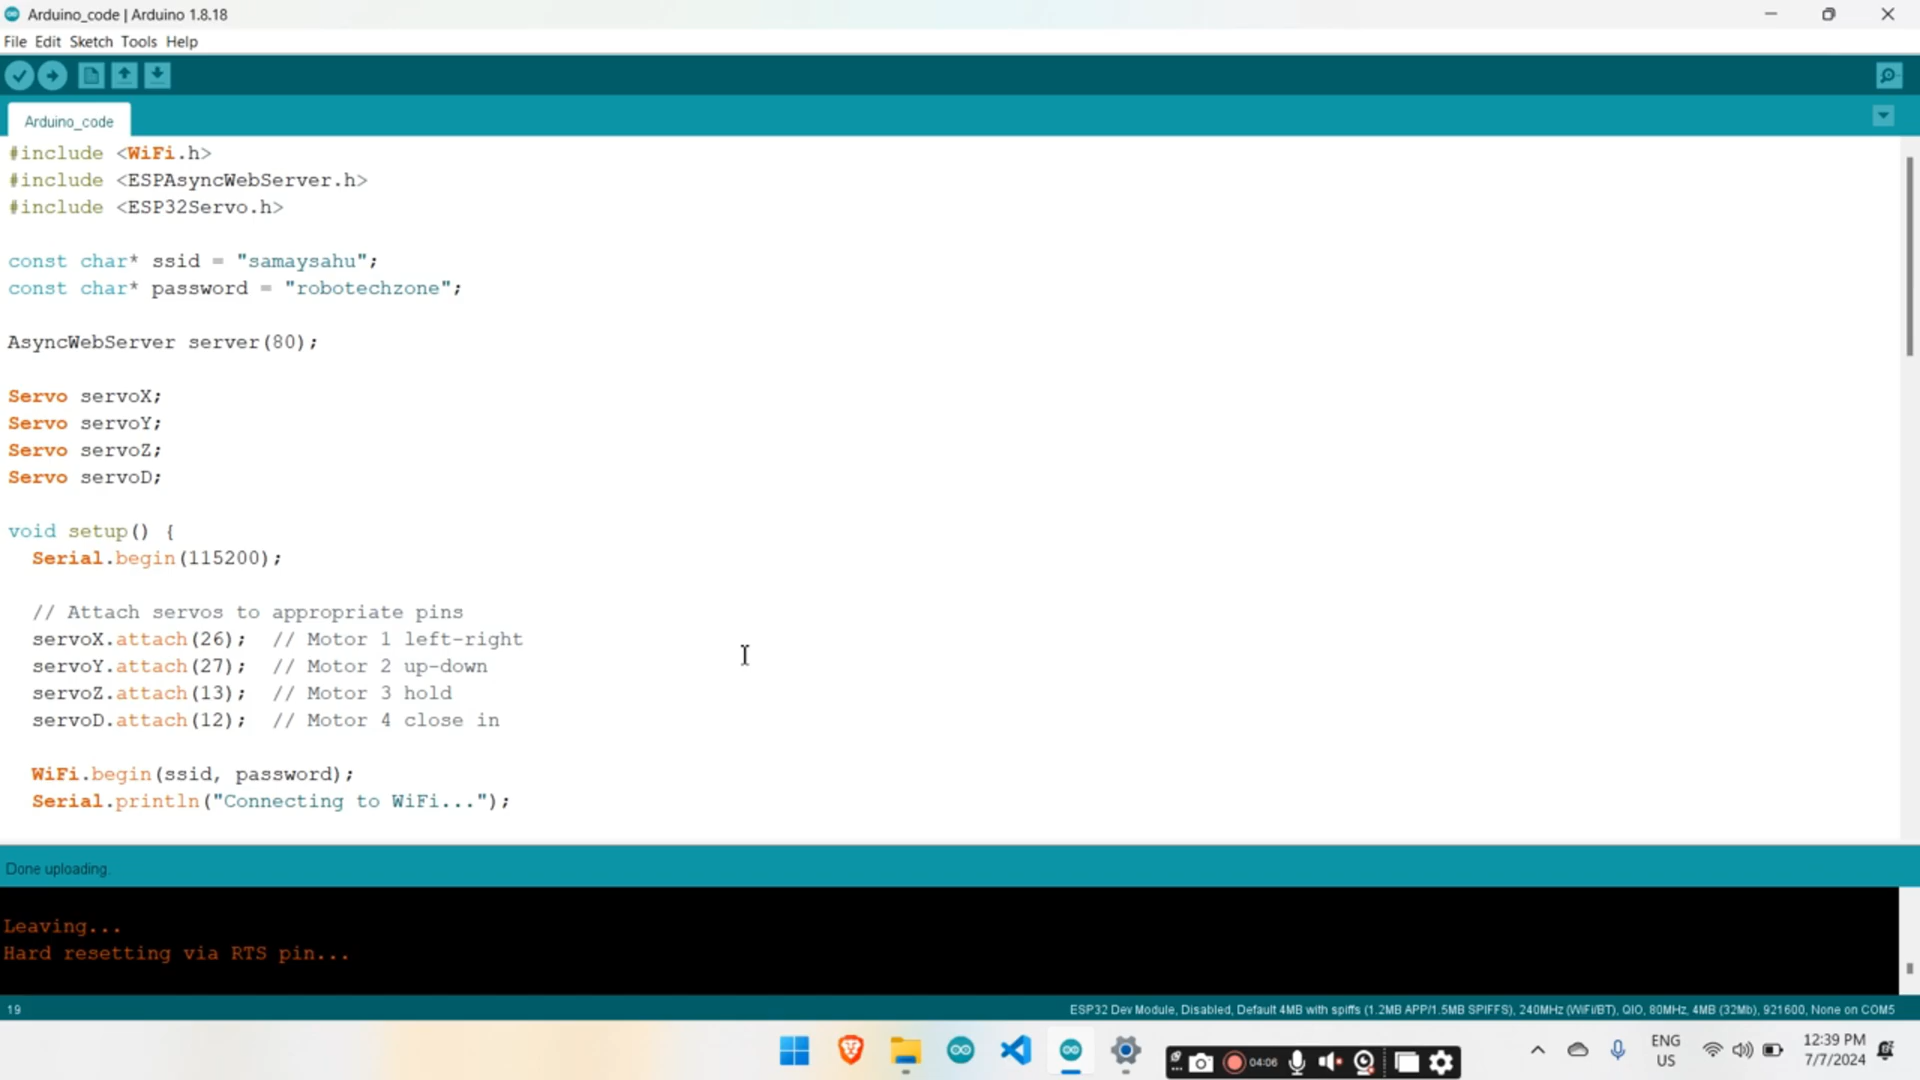 Arduino_code | Arduino 1.8.18
File Edit Sketch Tools Help
Arduino_code
#include <WiFi.h>
#include <ESPAsyncWebServer.h>
#include <ESP32Servo.h>
const char* ssid = "samaysahu";
const char* password = "robotechzone";
AsyncWebServer server(80);
Servo servoX;
Servo servoY;
Servo servoZ;
Servo servoD;
void setup() {
Serial.begin(115200);
// Attach servos to appropriate pins
servoX.attach(26); // Motor 1 left-right
servoY.attach(27); // Motor 2 up-down
servoZ.attach(13); // Motor 3 hold
servoD.attach(12); // Motor 4 close in
WiFi.begin(ssid, password);
Serial.println("Connecting to WiFi...");
Done uploading.
Leaving...
Hard resetting via RTS pin...
19
ESP32 Dev Module, Disabled, Default 4MB with spiffs (1.2MB APP/1.5MB SPIFFS), 240MHz (WiFi/BT), QIO, 80MHz, 4MB (32Mb), 921600, None on COM5
04:06
ENG
US
12:39 PM
7/7/2024